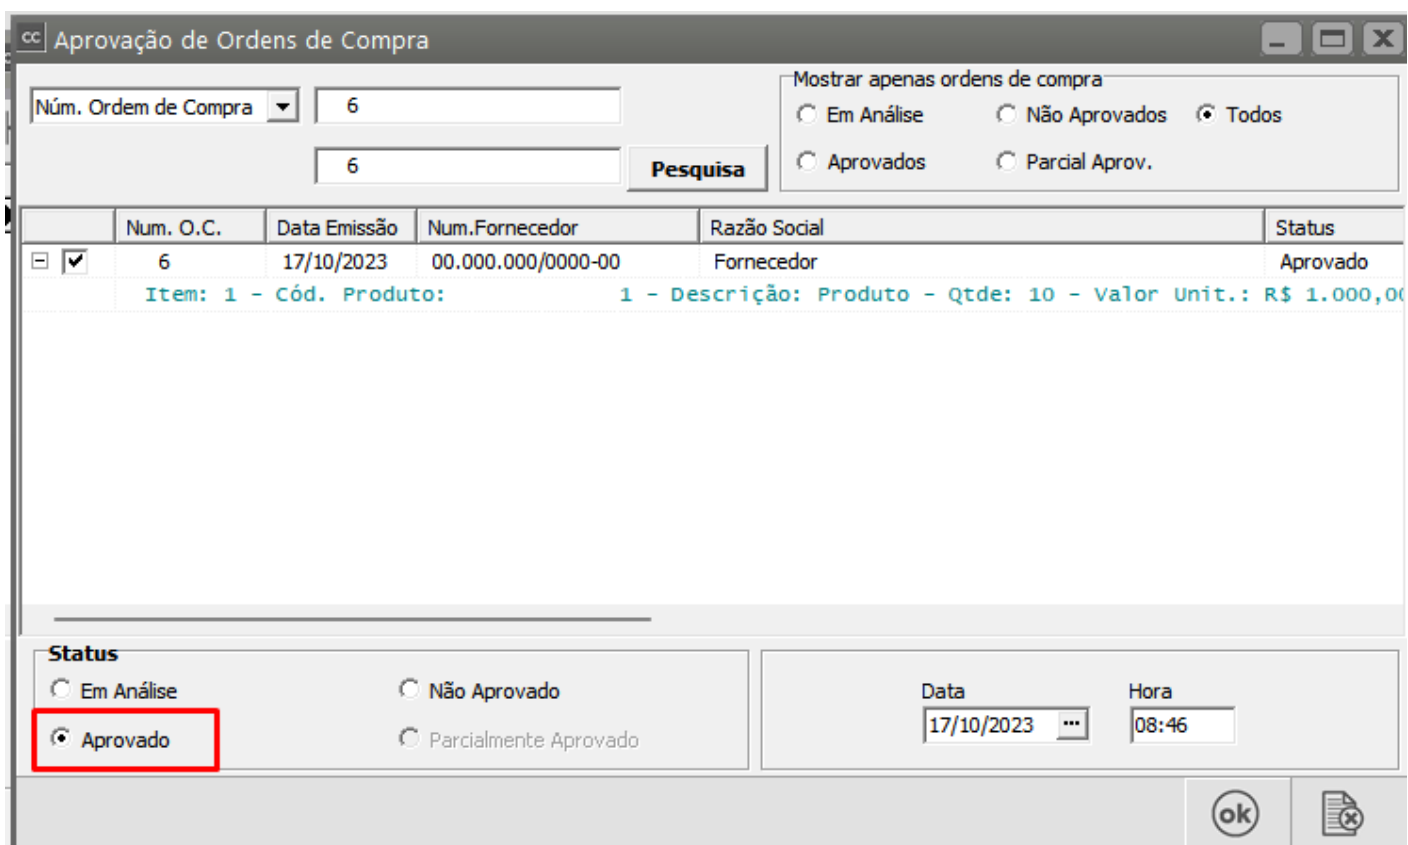 cc Aprovação de Ordens de Compra
Mostrar apenas ordens de compra
Núm. Ordem de Compra 6
Em Análise Não Aprovados Todos
6 Pesquisa
Aprovados Parcial Aprov.
Num. O.C. Data Emissão Num.Fornecedor Razão Social Status
6 17/10/2023 00.000.000/0000-00 Fornecedor Aprovado
Item: 1 - Cód. Produto: 1 - Descrição: Produto - Qtde: 10 - Valor Unit.: R$ 1.000,00
Status
Em Análise Não Aprovado
Aprovado Parcialmente Aprovado
Data Hora
17/10/2023 ... 08:46
ok